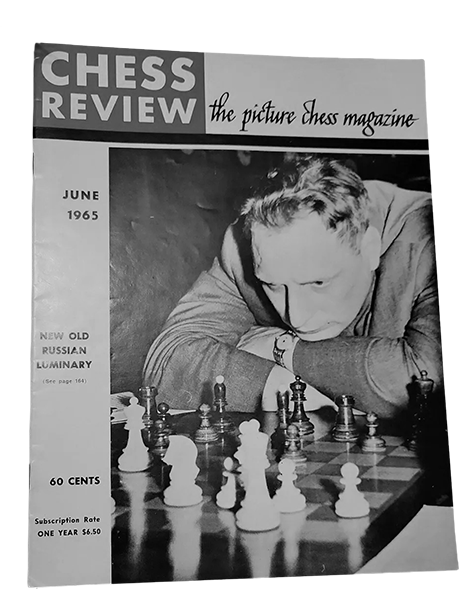 CHESS
REVIEW
the picture chess magazine
JUNE
1965
NEW OLD
RUSSIAN
LUMINARY
(See page 164)
60 CENTS
Subscription Rate
ONE YEAR $6.50